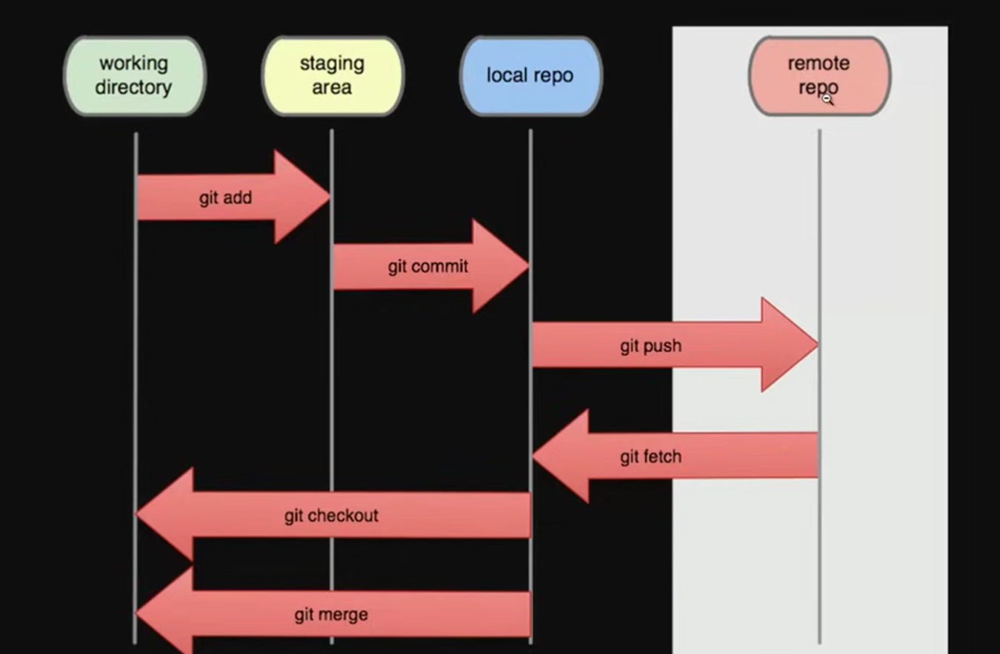 working
directory
staging
area
local repo
remote
repo
git add
git commit
git push
git fetch
git checkout
git merge